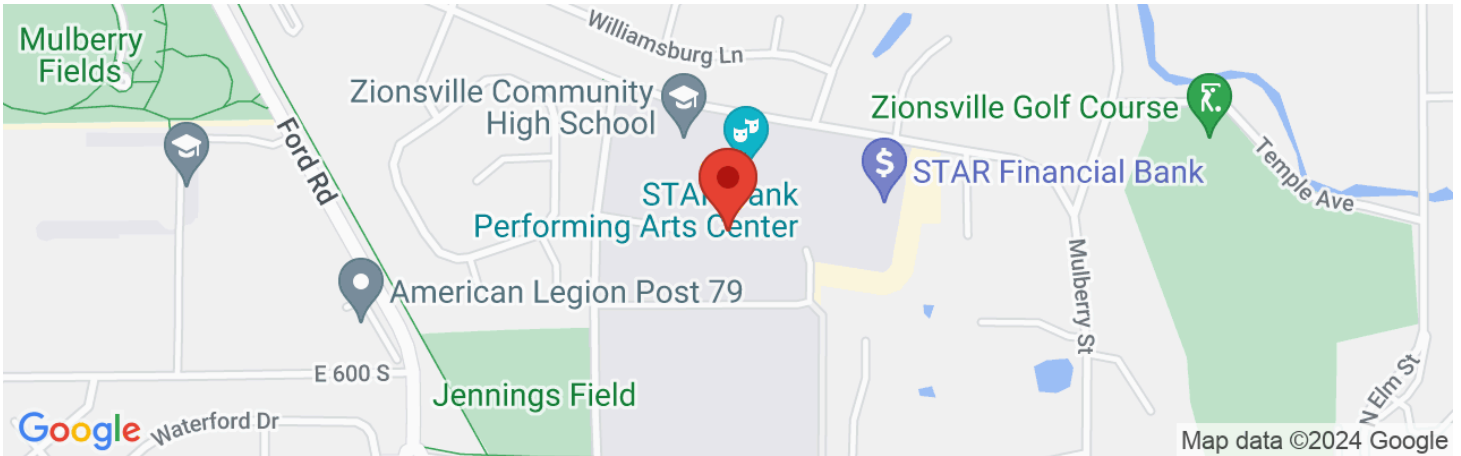 Mulberry
Fields
Williamsburg Ln
Zionsville Community
High School
Zionsville Golf Course
Ford Rd
STAR Financial Bank
Temple Ave
STAR Bank
Performing Arts Center
American Legion Post 79
Mulberry St
E 600 S
Jennings Field
N Elm St
Google
Waterford Dr
Map data ©2024 Google